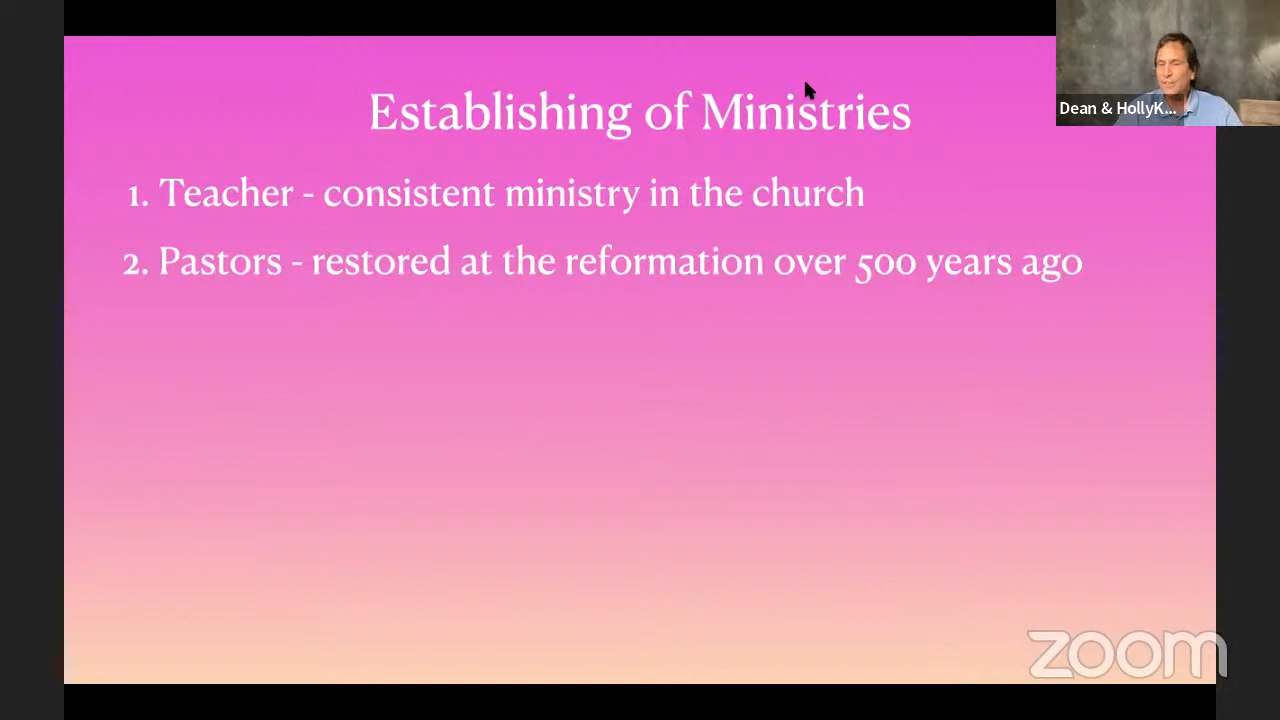 Establishing of Ministries
Dean & HollyK...
1. Teacher - consistent ministry in the church
2. Pastors - restored at the reformation over 500 years ago
zoom